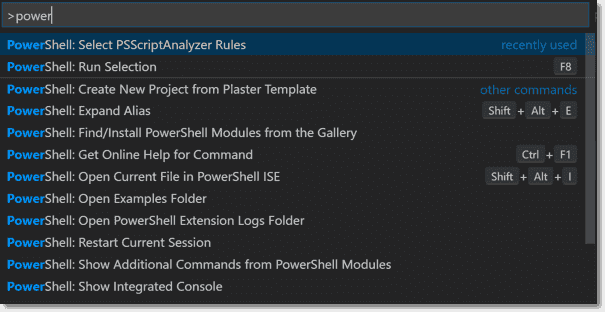 >power
PowerShell: Select PSScriptAnalyzer Rules recently used
PowerShell: Run Selection F8
PowerShell: Create New Project from Plaster Template other commands
PowerShell: Expand Alias Shift + Alt + E
PowerShell: Find/Install PowerShell Modules from the Gallery
PowerShell: Get Online Help for Command Ctrl + F1
PowerShell: Open Current File in PowerShell ISE Shift + Alt + I
PowerShell: Open Examples Folder
PowerShell: Open PowerShell Extension Logs Folder
PowerShell: Restart Current Session
PowerShell: Show Additional Commands from PowerShell Modules
PowerShell: Show Integrated Console